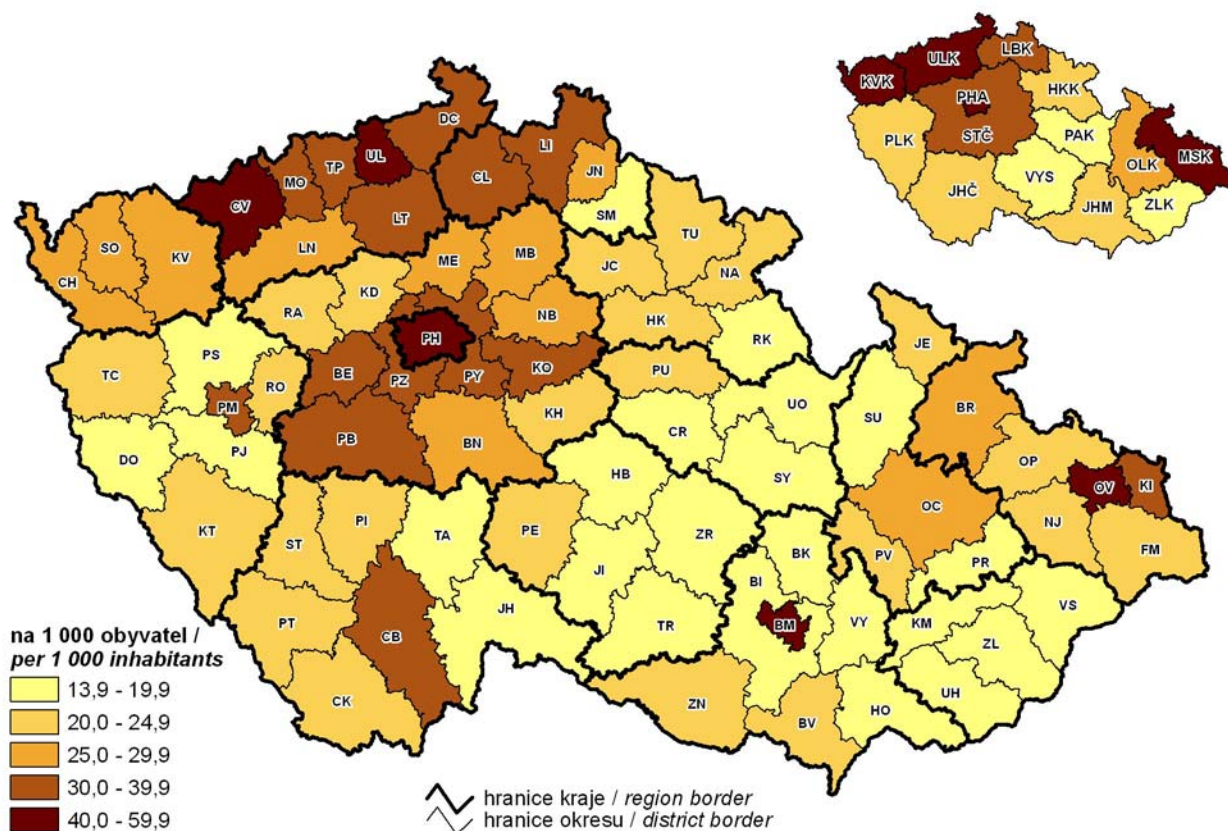 ULK
LBK
KVK
HKK
PHA
PLK
STČ
PAK
OLK
MSK
VYS
JHČ
JHM
ZLK
DC
UL
TP
MO
LI
JN
CL
CV
LT
SM
SO
KV
LN
TU
CH
ME
MB
JC
NA
KD
RA
NB
HK
PH
RK
PS
JE
TC
RO
BE
PZ
PY
KO
PU
PM
KH
UO
SU
BR
DO
PJ
PB
BN
CR
OP
SY
HB
OV
KI
OC
NJ
KT
ST
PI
TA
PE
ZR
BK
PV
PR
FM
JI
BI
VS
PT
CB
JH
TR
BM
VY
KM
ZL
UH
CK
ZN
BV
HO
na 1 000 obyvatel /
per 1 000 inhabitants
13,9 - 19,9
20,0 - 24,9
25,0 - 29,9
30,0 - 39,9
40,0 - 59,9
hranice kraje / region border
hranice okresu / district border